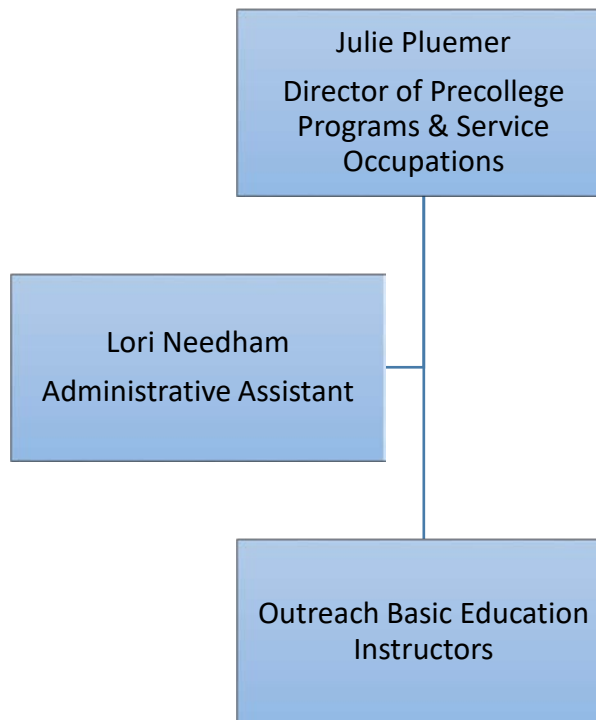 Julie Pluemer
Director of Precollege
Programs & Service
Occupations
Lori Needham
Administrative Assistant
Outreach Basic Education
Instructors